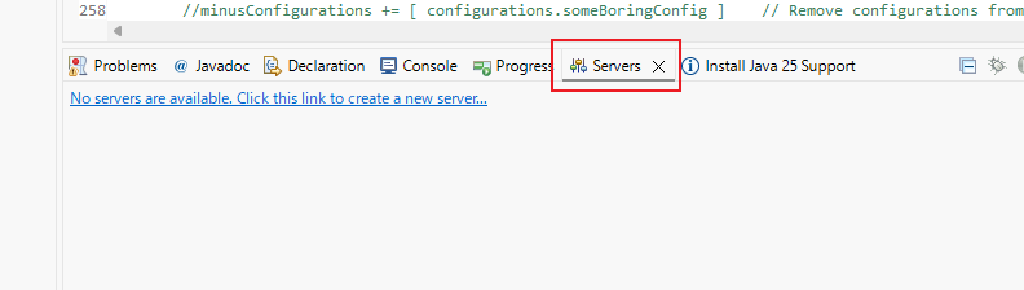 258 //minusConfigurations += [ configurations.someBoringConfig ] // Remove configurations from
Problems @ Javadoc Declaration Console Progress Servers Install Java 25 Support
No servers are available. Click this link to create a new server...